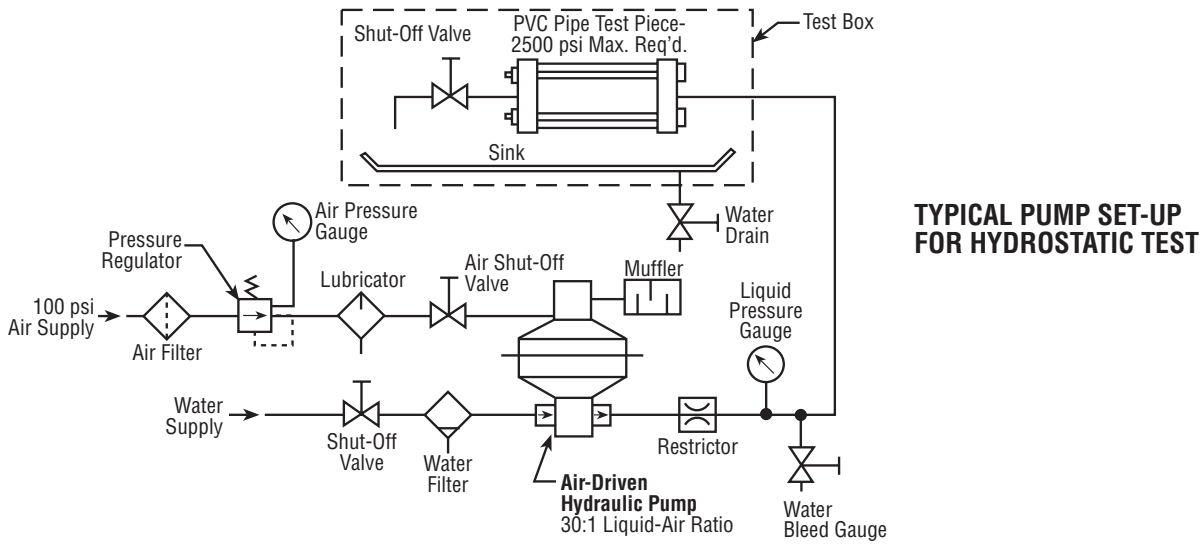 Shut-Off Valve
PVC Pipe Test Piece-
2500 psi Max. Req’d.
Test Box
Sink
Water
Drain
TYPICAL PUMP SET-UP
FOR HYDROSTATIC TEST
Air Pressure
Gauge
Pressure
Regulator
Lubricator
Air Shut-Off
Valve
Muffler
Liquid
Pressure
Gauge
100 psi
Air Supply
Air Filter
Water
Supply
Shut-Off
Valve
Water
Filter
Restrictor
Air-Driven
Hydraulic Pump
30:1 Liquid-Air Ratio
Water
Bleed Gauge